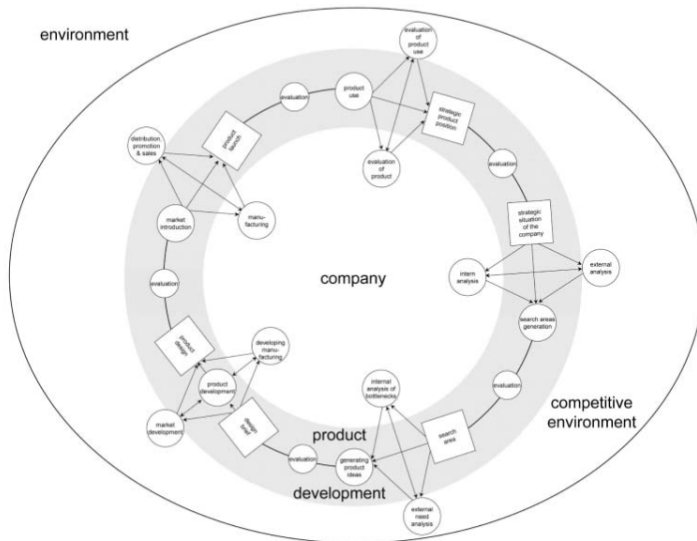 environment
evaluation
of
product
use
evaluation
product
use
strategic
product
position
product
launch
distribution,
promotion
& sales
evaluation
of product
evaluation
market
introduction
manu-
facturing
strategic
situation
of the
company
company
intern
analysis
external
analysis
evaluation
search areas
generation
product
design
developing
manu-
facturing
product
development
evaluation
internal analysis of
bottlenecks
competitive
environment
market
development
design
brief
product
search
area
evaluation
generating
product
ideas
development
external
need
analysis